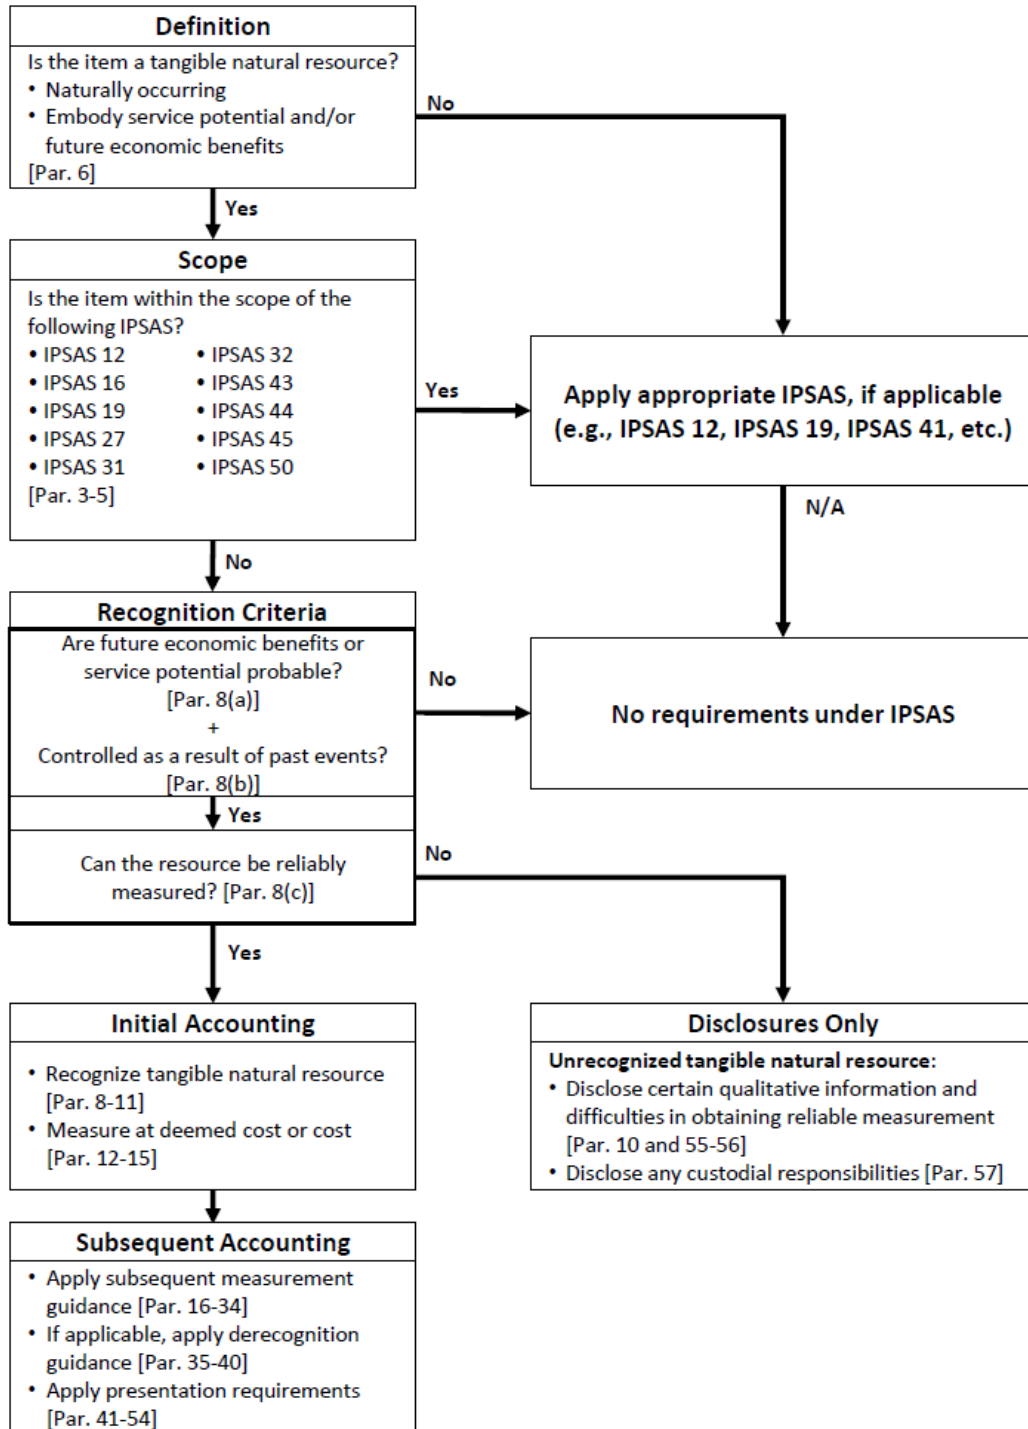 Definition
Is the item a tangible natural resource?
• Naturally occurring
• Embody service potential and/or
future economic benefits
[Par. 6]
No
Yes
Scope
Is the item within the scope of the
following IPSAS?
• IPSAS 12 • IPSAS 32
• IPSAS 16 • IPSAS 43
• IPSAS 19 • IPSAS 44
• IPSAS 27 • IPSAS 45
• IPSAS 31 • IPSAS 50
[Par. 3-5]
Yes
Apply appropriate IPSAS, if applicable
(e.g., IPSAS 12, IPSAS 19, IPSAS 41, etc.)
N/A
No
Recognition Criteria
Are future economic benefits or
service potential probable?
[Par. 8(a)]
+
Controlled as a result of past events?
[Par. 8(b)]
No
No requirements under IPSAS
Yes
Can the resource be reliably
measured? [Par. 8(c)]
No
Yes
Initial Accounting
• Recognize tangible natural resource
[Par. 8-11]
• Measure at deemed cost or cost
[Par. 12-15]
Disclosures Only
Unrecognized tangible natural resource:
• Disclose certain qualitative information and
difficulties in obtaining reliable measurement
[Par. 10 and 55-56]
• Disclose any custodial responsibilities [Par. 57]
Subsequent Accounting
• Apply subsequent measurement
guidance [Par. 16-34]
• If applicable, apply derecognition
guidance [Par. 35-40]
• Apply presentation requirements
[Par. 41-54]